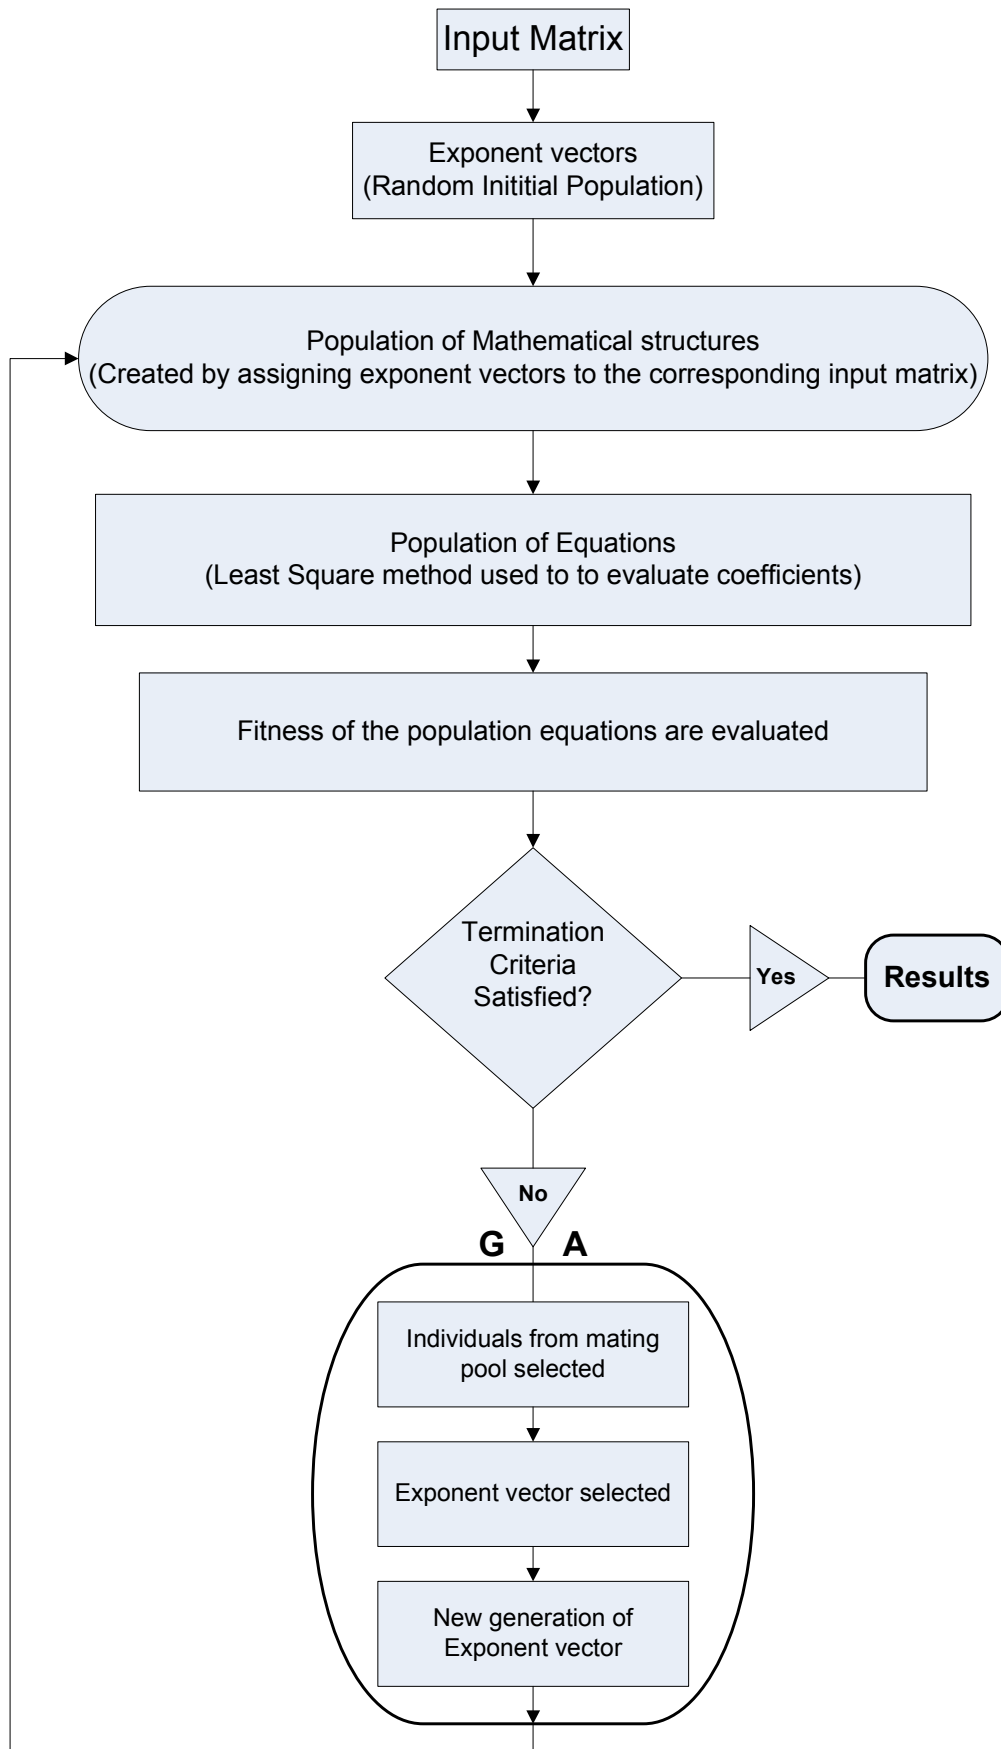 Input Matrix
Exponent vectors
(Random Inititial Population)
Population of Mathematical structures
(Created by assigning exponent vectors to the corresponding input matrix)
Population of Equations
(Least Square method used to to evaluate coefficients)
Fitness of the population equations are evaluated
Termination
Criteria
Satisfied?
Yes
Results
No
G A
Individuals from mating
pool selected
Exponent vector selected
New generation of
Exponent vector